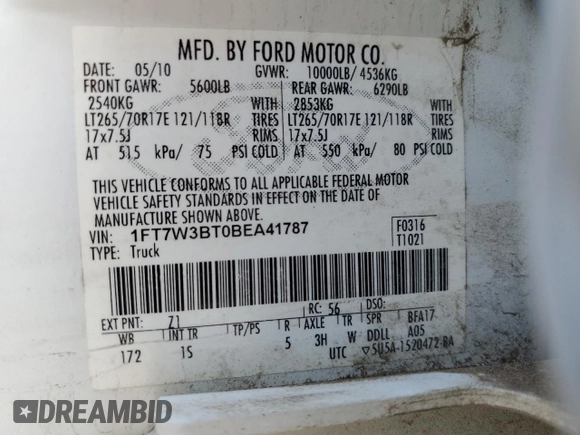 MFD. BY FORD MOTOR CO.
DATE: 05/10 GVWR: 10000LB/ 4536KG
FRONT GAWR: 5600LB REAR GAWR: 6290LB
2540KG WITH 2853KG WITH
LT265/70R17E 121/118R TIRES LT265/70R17E 121/118R TIRES
17x7.5J RIMS 17x7.5J RIMS
AT 515 kPa/ 75 PSI COLD AT 550 kPa/ 80 PSI COLD
THIS VEHICLE CONFORMS TO ALL APPLICABLE FEDERAL MOTOR
VEHICLE SAFETY STANDARDS IN EFFECT ON THE DATE OF
MANUFACTURE SHOWN ABOVE.
VIN: 1FT7W3BT0BEA41787 F0316
TYPE: Truck T1021
EXT PNT: Z1 RC: 56 DSO:
WB INT TR TP/PS R AXLE TR SPR BFA17
172 1S 5 3H W DDLL A05
UTC ▽5U5A-1520472-BA
DREAMBID